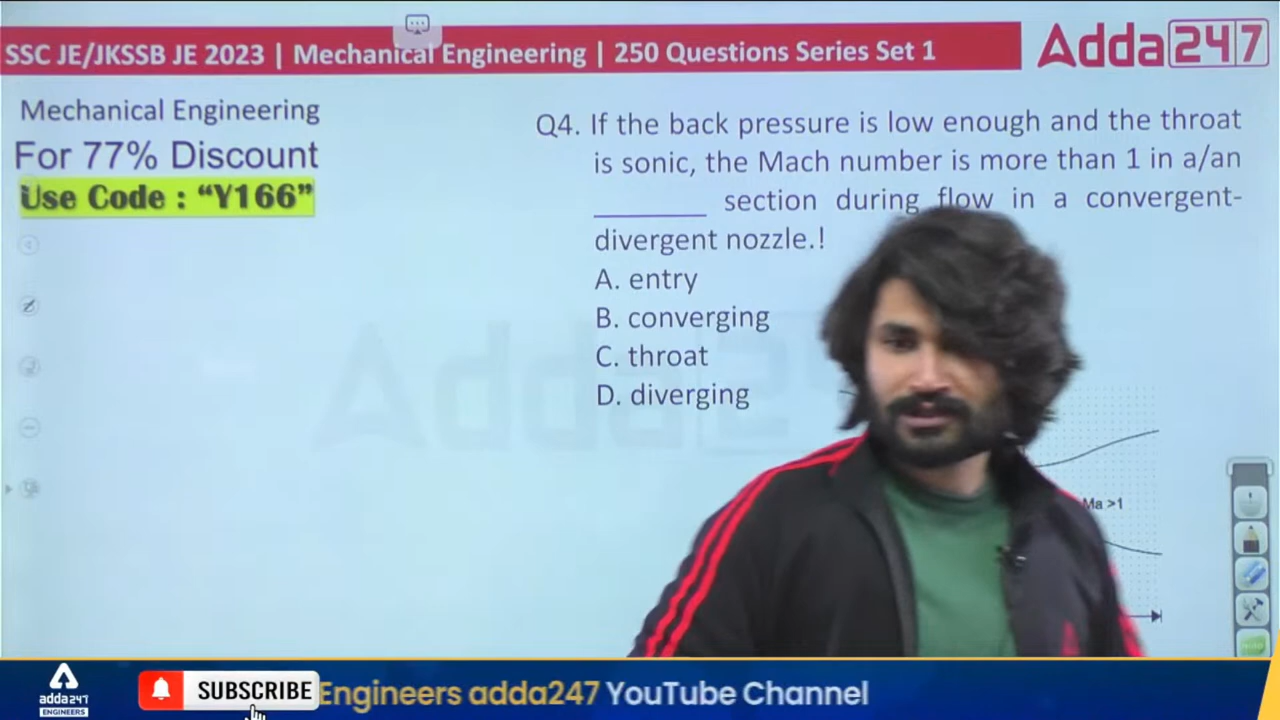 SSC JE/JKSSB JE 2023 | Mechanical Engineering | 250 Questions Series Set 1
Adda247
Mechanical Engineering
For 77% Discount
Use Code : “Y166”
Q4. If the back pressure is low enough and the throat
is sonic, the Mach number is more than 1 in a/an
________ section during flow in a convergent-
divergent nozzle.!
A. entry
B. converging
C. throat
D. diverging
Adda247
Ma >1
adda247
ENGINEERS
SUBSCRIBE
Engineers adda247 YouTube Channel